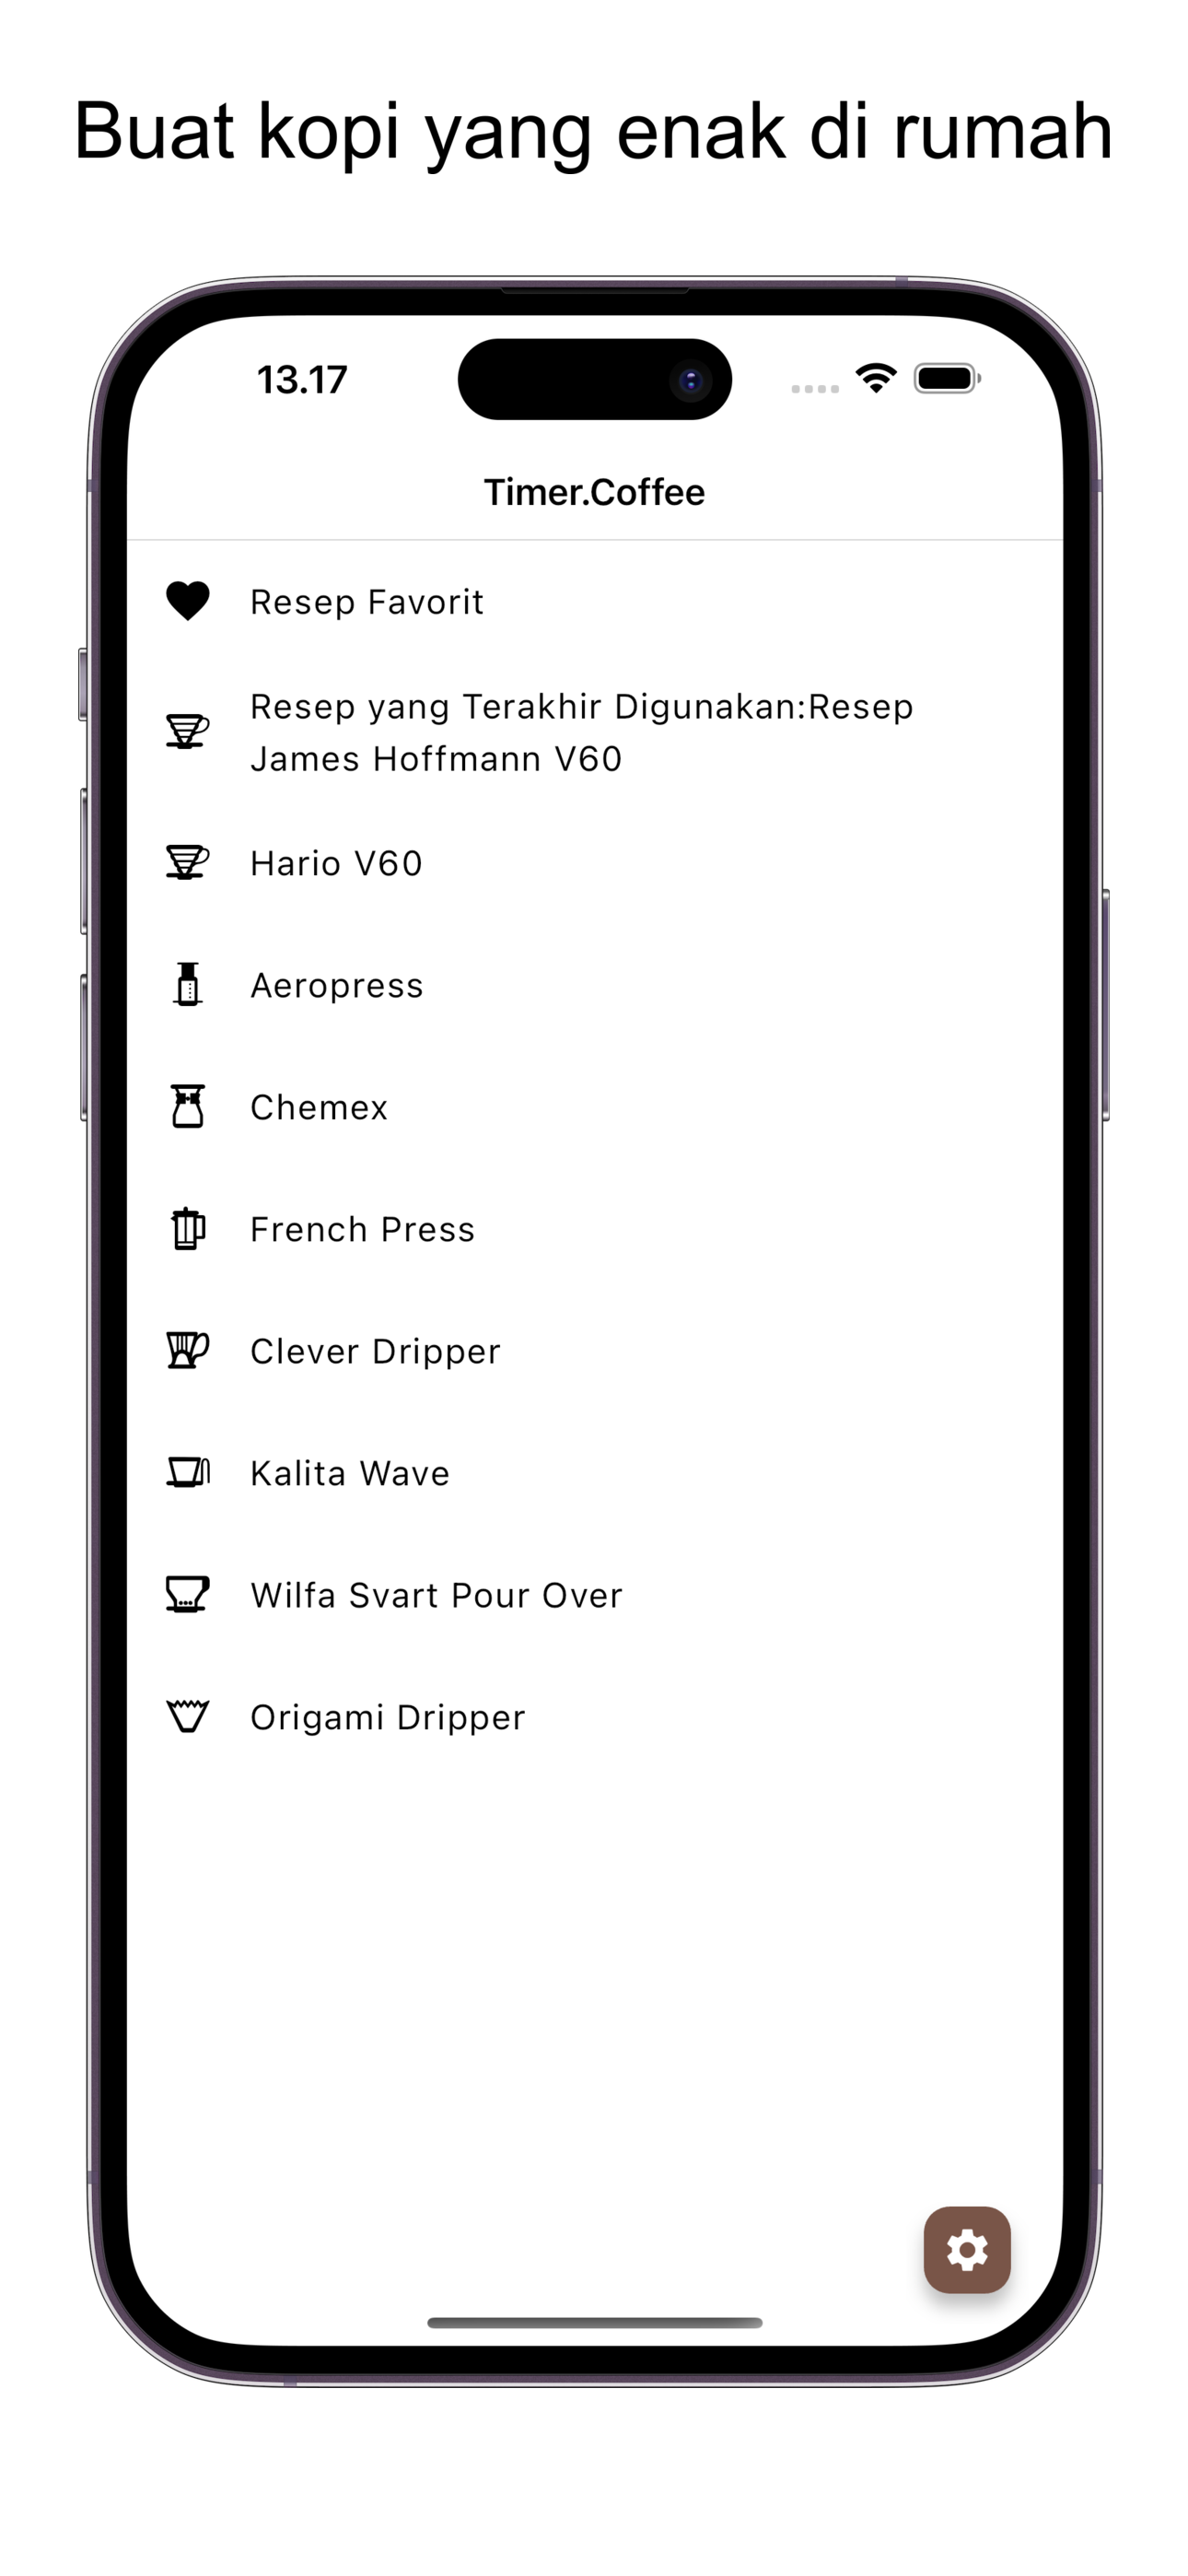 Buat kopi yang enak di rumah
13.17
Timer.Coffee
Resep Favorit
Resep yang Terakhir Digunakan:Resep
James Hoffmann V60
Hario V60
Aeropress
Chemex
French Press
Clever Dripper
Kalita Wave
Wilfa Svart Pour Over
Origami Dripper